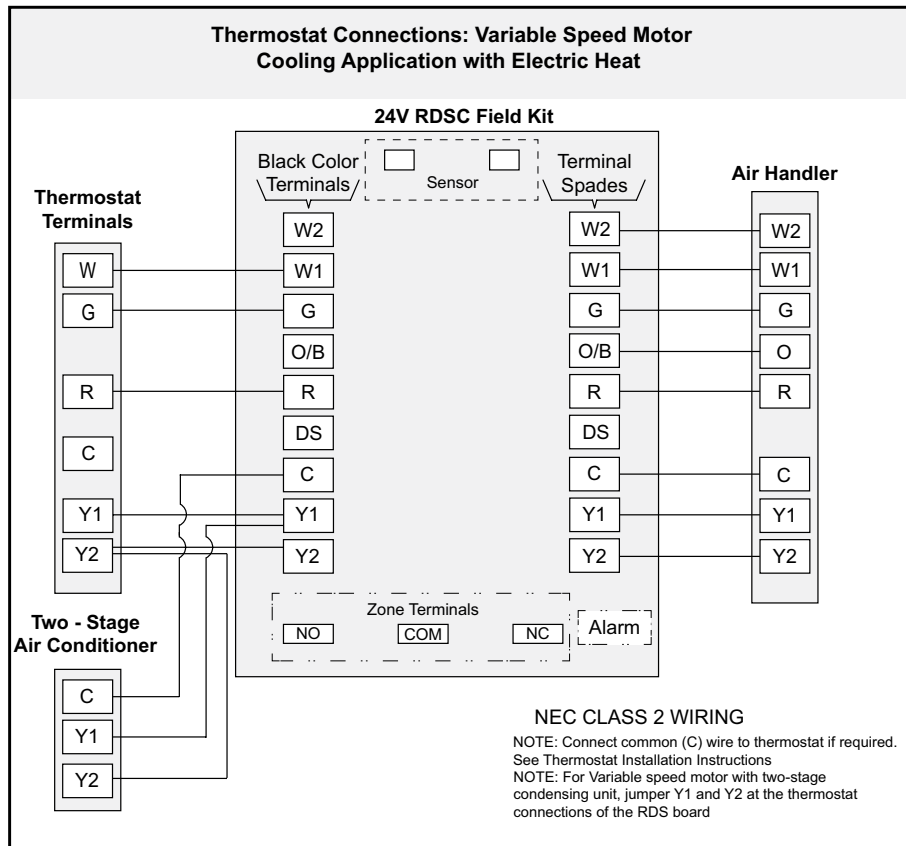 Thermostat Connections: Variable Speed Motor
Cooling Application with Electric Heat
24V RDSC Field Kit
Black Color
Terminals
Sensor
Terminal
Spades
Thermostat
Terminals
Air Handler
W
G
R
C
Y1
Y2
W2
W1
G
O/B
R
DS
C
Y1
Y2
W2
W1
G
O/B
R
DS
C
Y1
Y2
W2
W1
G
O
R
C
Y1
Y2
Zone Terminals
NO
COM
NC
Alarm
Two - Stage
Air Conditioner
C
Y1
Y2
NEC CLASS 2 WIRING
NOTE: Connect common (C) wire to thermostat if required.
See Thermostat Installation Instructions
NOTE: For Variable speed motor with two-stage
condensing unit, jumper Y1 and Y2 at the thermostat
connections of the RDS board